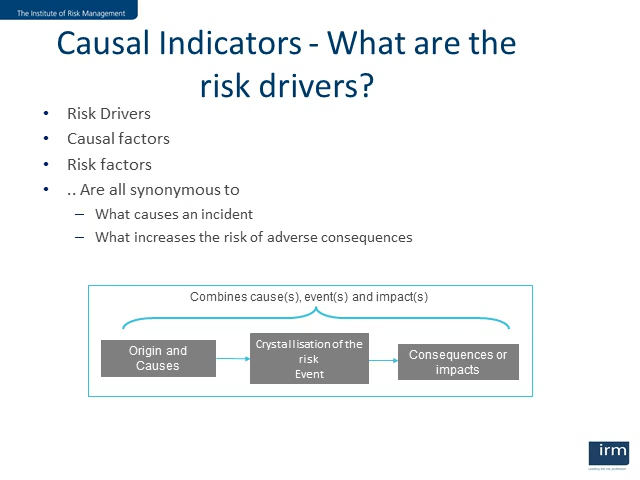 The Institute of Risk Management
Causal Indicators - What are the
risk drivers?
• Risk Drivers
• Causal factors
• Risk factors
• .. Are all synonymous to
– What causes an incident
– What increases the risk of adverse consequences
Combines cause(s), event(s) and impact(s)
Origin and
Causes
Crystallisation of the
risk
Event
Consequences or
impacts
irm